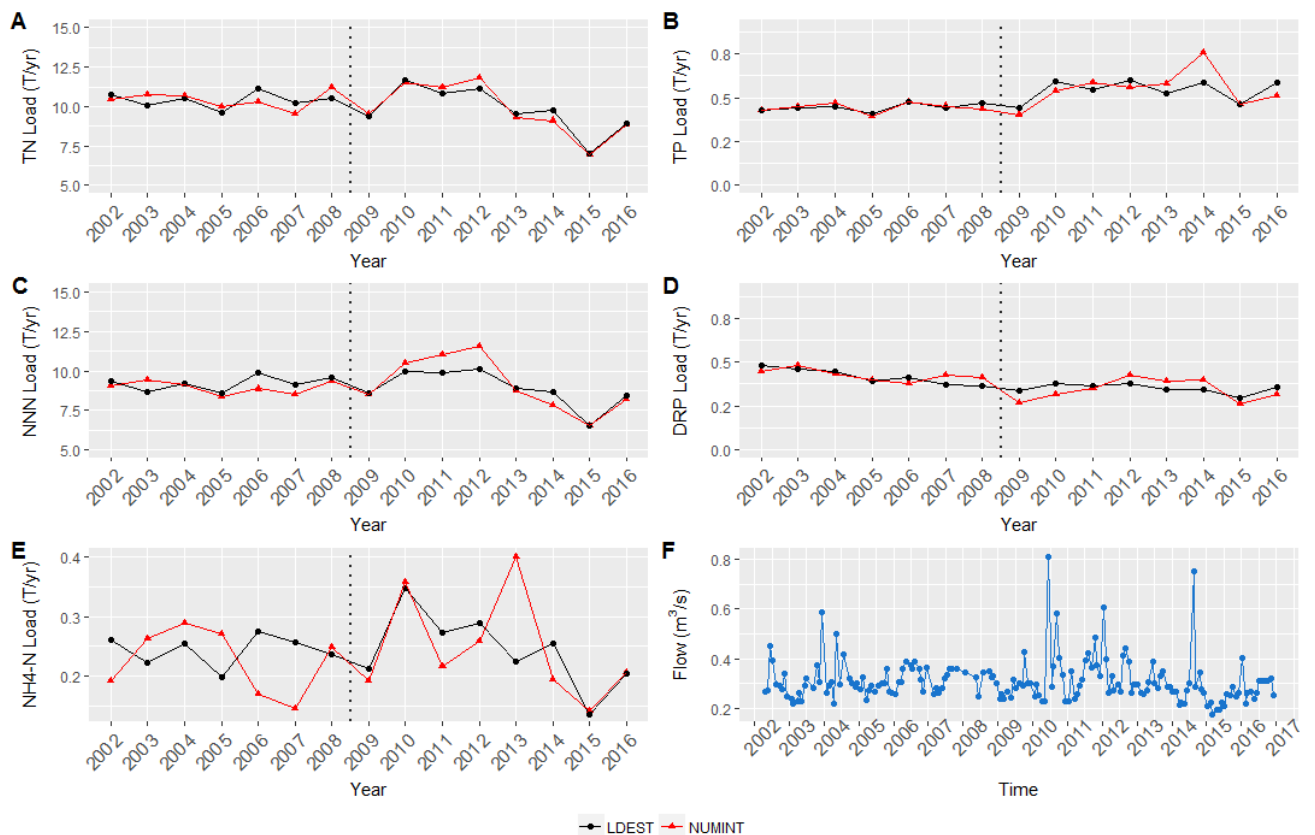 A
TN Load (T/yr)
15.0
12.5
10.0
7.5
5.0
2002 2003 2004 2005 2006 2007 2008 2009 2010 2011 2012 2013 2014 2015 2016
Year
B
TP Load (T/yr)
0.8
0.5
0.2
0.0
2002 2003 2004 2005 2006 2007 2008 2009 2010 2011 2012 2013 2014 2015 2016
Year
C
NNN Load (T/yr)
15.0
12.5
10.0
7.5
5.0
2002 2003 2004 2005 2006 2007 2008 2009 2010 2011 2012 2013 2014 2015 2016
Year
D
DRP Load (T/yr)
0.8
0.5
0.2
0.0
2002 2003 2004 2005 2006 2007 2008 2009 2010 2011 2012 2013 2014 2015 2016
Year
E
NH4-N Load (T/yr)
0.4
0.3
0.2
2002 2003 2004 2005 2006 2007 2008 2009 2010 2011 2012 2013 2014 2015 2016
Year
F
Flow (m³/s)
0.8
0.6
0.4
0.2
2002 2003 2004 2005 2006 2007 2008 2009 2010 2011 2012 2013 2014 2015 2016 2017
Time
LDEST NUMINT